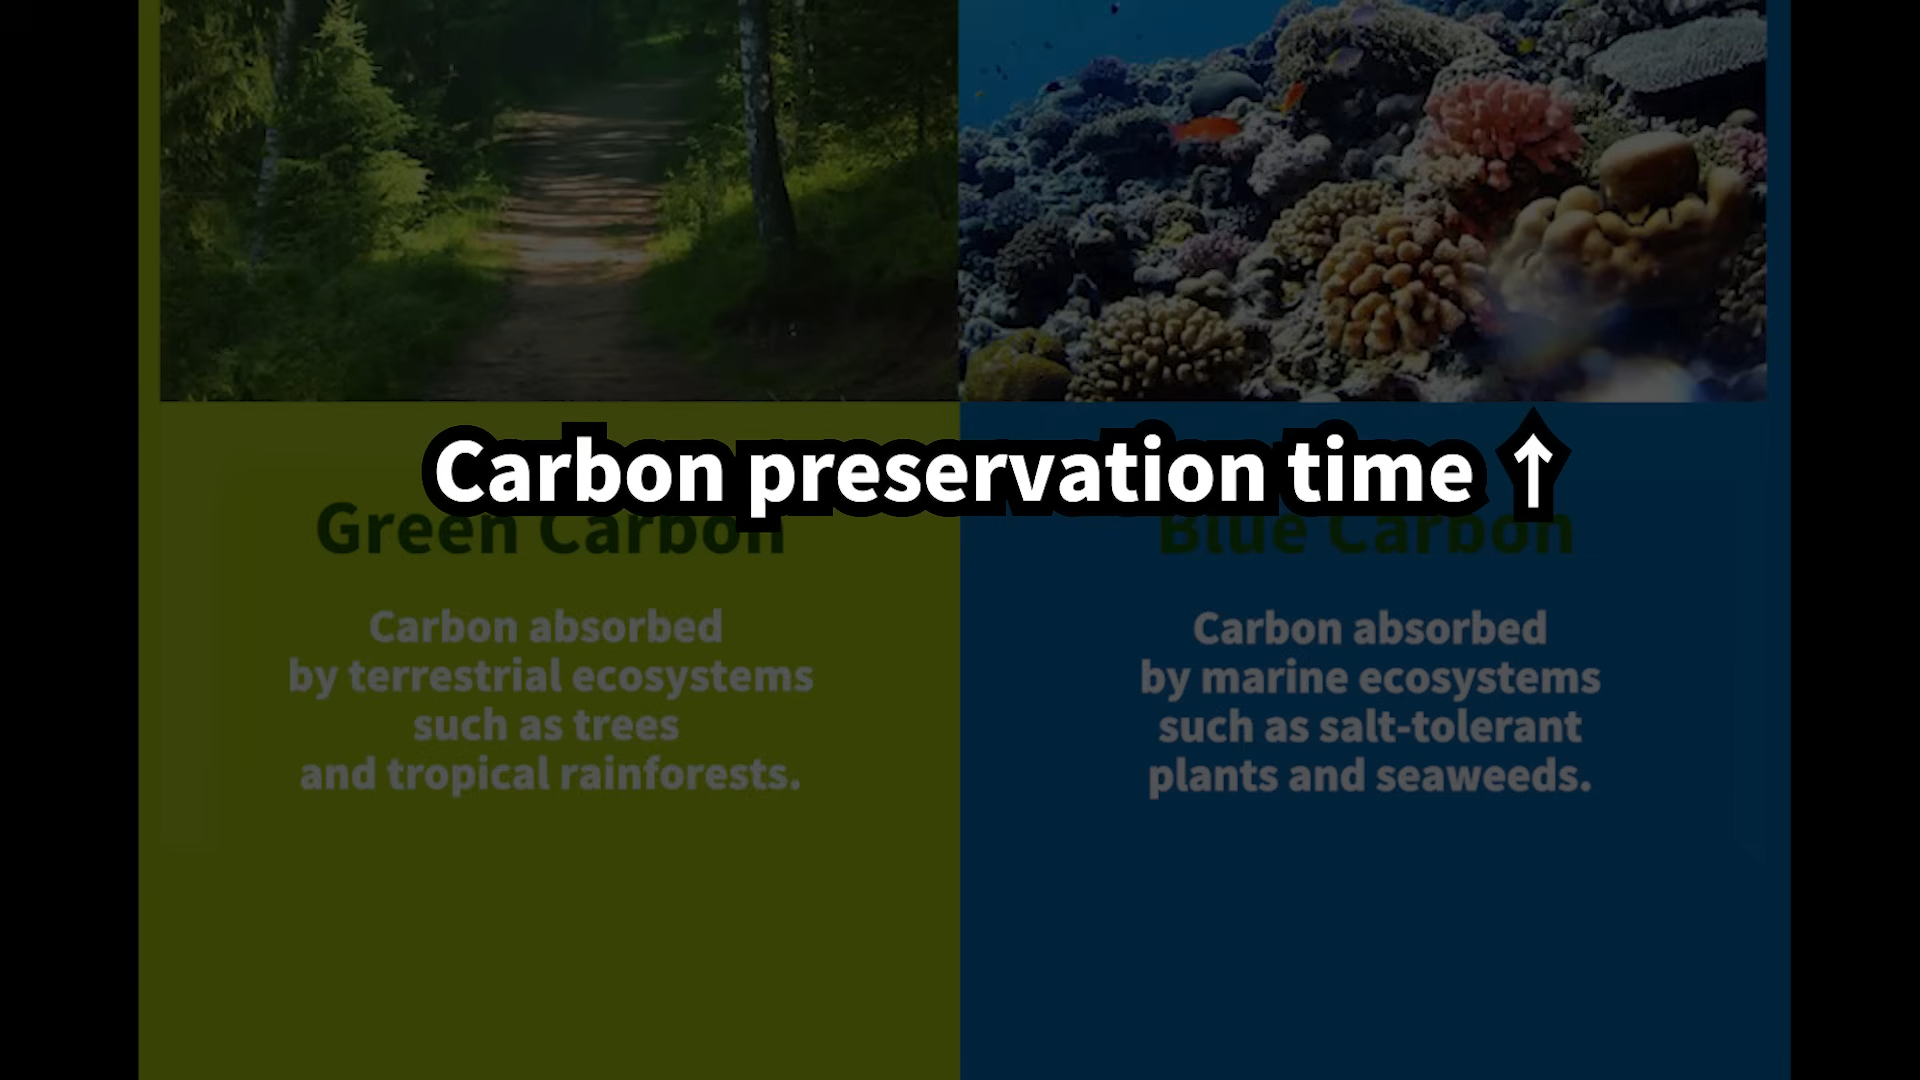 Carbon preservation time ↑
Green Carbon
Carbon absorbed
by terrestrial ecosystems
such as trees
and tropical rainforests.
Blue Carbon
Carbon absorbed
by marine ecosystems
such as salt-tolerant
plants and seaweeds.